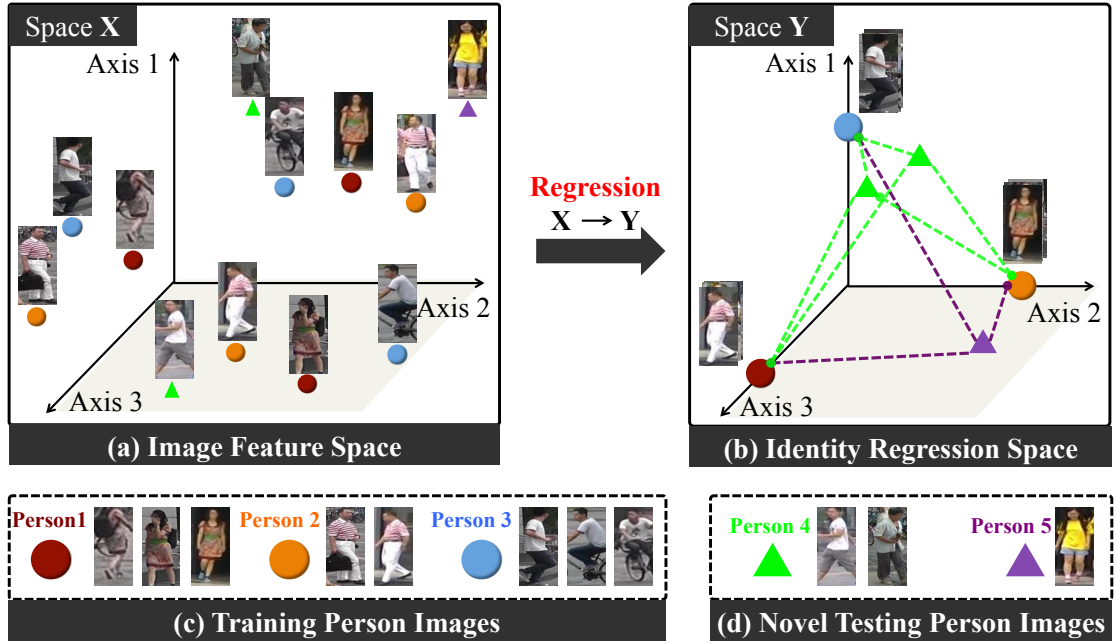 Space X
Axis 1
Axis 2
Axis 3
(a) Image Feature Space
Regression
X → Y
Space Y
Axis 1
Axis 2
Axis 3
(b) Identity Regression Space
Person1
Person 2
Person 3
(c) Training Person Images
Person 4
Person 5
(d) Novel Testing Person Images